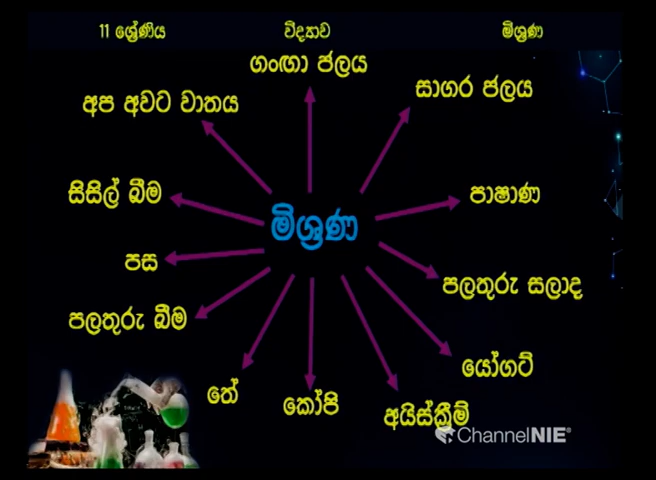 11 ශ්‍රේණිය විද්‍යාව මිශ්‍රණ
ගංඟා ජලය
සාගර ජලය
අප අවට වාතය
සිසිල් බීම
පාෂාණ
මිශ්‍රණ
පස
පලතුරු සලාද
පලතුරු බීම
යෝගට්
තේ
කෝපි
අයිස්ක්‍රීම්
ChannelNIE®